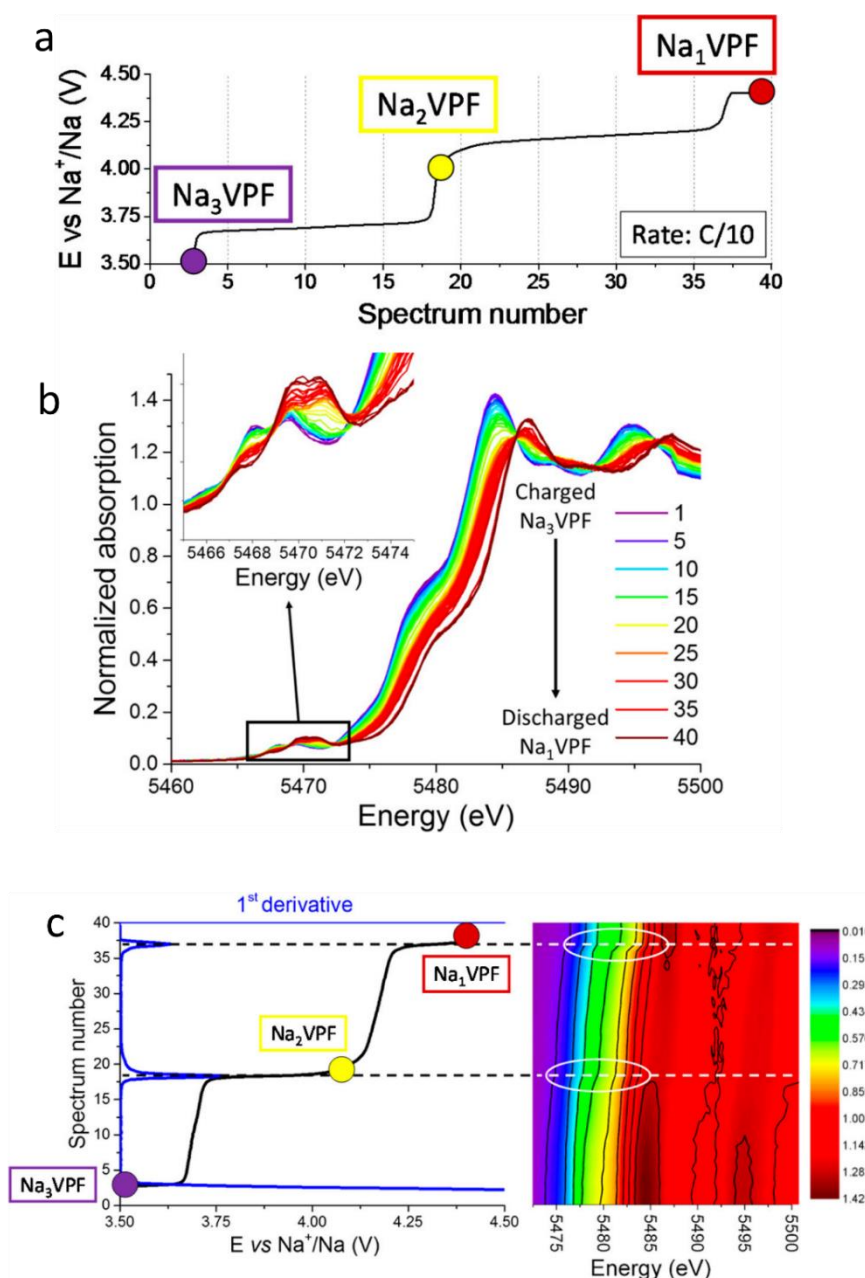 a
Na₁VPF
Na₂VPF
Na₃VPF
Rate: C/10
E vs Na⁺/Na (V)
4.50
4.25
4.00
3.75
3.50
0 5 10 15 20 25 30 35 40
Spectrum number
b
Normalized absorption
1.4
1.2
1.0
0.8
0.6
0.4
0.2
0.0
5466 5468 5470 5472 5474
Energy (eV)
Charged
Na₃VPF
Discharged
Na₁VPF
1
5
10
15
20
25
30
35
40
5460 5470 5480 5490 5500
Energy (eV)
c
1ˢᵗ derivative
Spectrum number
40
35
30
25
20
15
10
5
0
Na₁VPF
Na₂VPF
Na₃VPF
3.50 3.75 4.00 4.25 4.50
E vs Na⁺/Na (V)
5475 5480 5485 5490 5495 5500
Energy (eV)
0.010
0.15
0.29
0.43
0.57
0.71
0.86
1.00
1.14
1.28
1.42